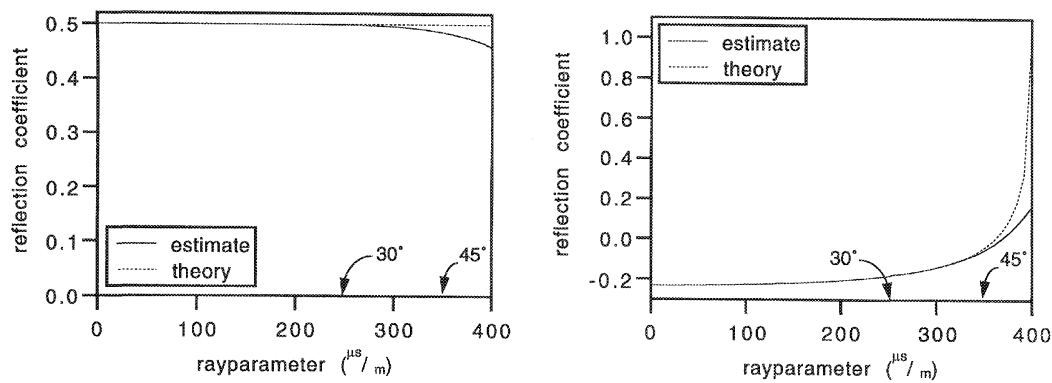 reflection coefficient
0.5
0.4
0.3
0.2
0.1
0.0
estimate
theory
30°
45°
0 100 200 300 400
rayparameter (µs/m)
reflection coefficient
1.0
0.8
0.6
0.4
0.2
0.0
-0.2
estimate
theory
30°
45°
0 100 200 300 400
rayparameter (µs/m)